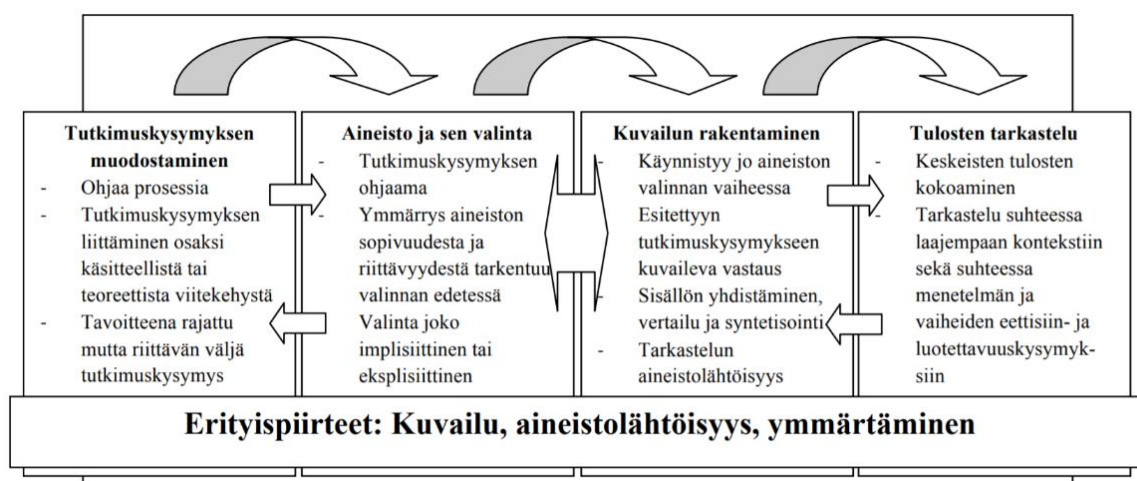 Tutkimuskysymyksen
muodostaminen
- Ohjaa prosessia
- Tutkimuskysymyksen
liittäminen osaksi
käsitteellistä tai
teoreettista viitekehystä
- Tavoitteena rajattu
mutta riittävän väljä
tutkimuskysymys
Aineisto ja sen valinta
- Tutkimuskysymyksen
ohjaama
- Ymmärrys aineiston
sopivuudesta ja
riittävyydestä tarkentuu
valinnan edetessä
- Valinta joko
implisiittinen tai
eksplisiittinen
Kuvailun rakentaminen
- Käynnistyy jo aineiston
valinnan vaiheessa
- Esitettyyn
tutkimuskysymykseen
kuvaileva vastaus
- Sisällön yhdistäminen,
vertailu ja syntetisointi
- Tarkastelun
aineistolähtöisyys
Tulosten tarkastelu
- Keskeisten tulosten
kokoaminen
- Tarkastelu suhteessa
laajempaan kontekstiin
sekä suhteessa
menetelmän ja
vaiheiden eettisiin- ja
luotettavuuskysymyk-
siin
Erityispiirteet: Kuvailu, aineistolähtöisyys, ymmärtäminen